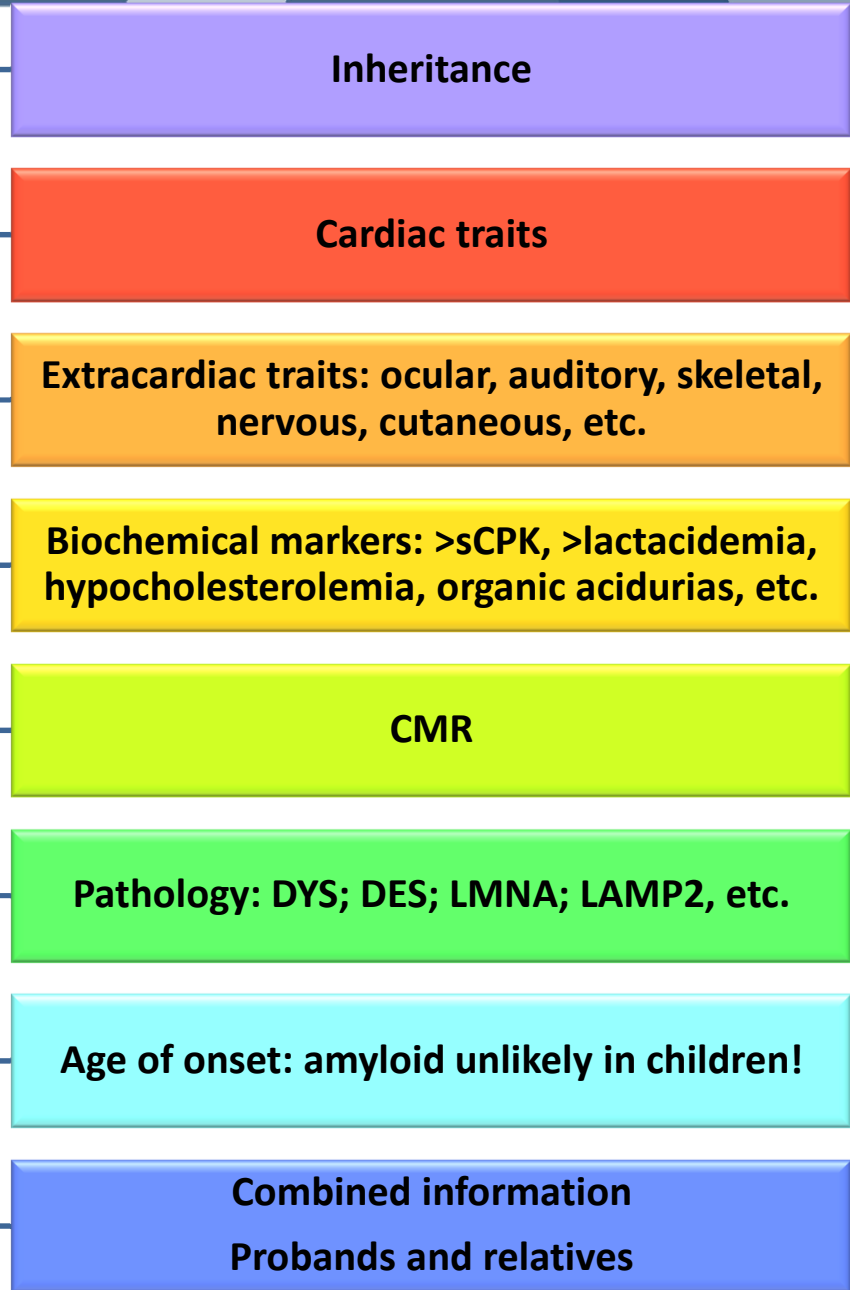 Inheritance
Cardiac traits
Extracardiac traits: ocular, auditory, skeletal,
nervous, cutaneous, etc.
Biochemical markers: >sCPK, >lactacidemia,
hypocholesterolemia, organic acidurias, etc.
CMR
Pathology: DYS; DES; LMNA; LAMP2, etc.
Age of onset: amyloid unlikely in children!
Combined information
Probands and relatives